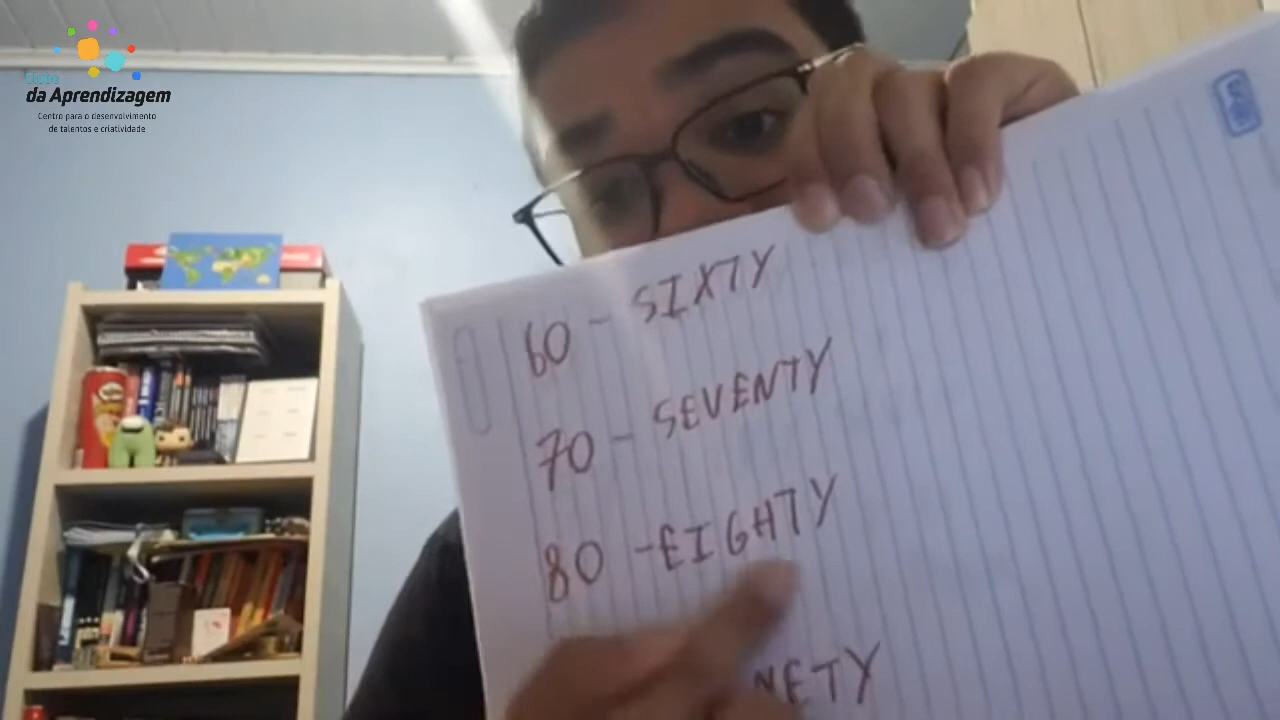 da Aprendizagem
Centro para o desenvolvimento
de talentos e criatividade
60 - SIXTY
70 - SEVENTY
80 - EIGHTY